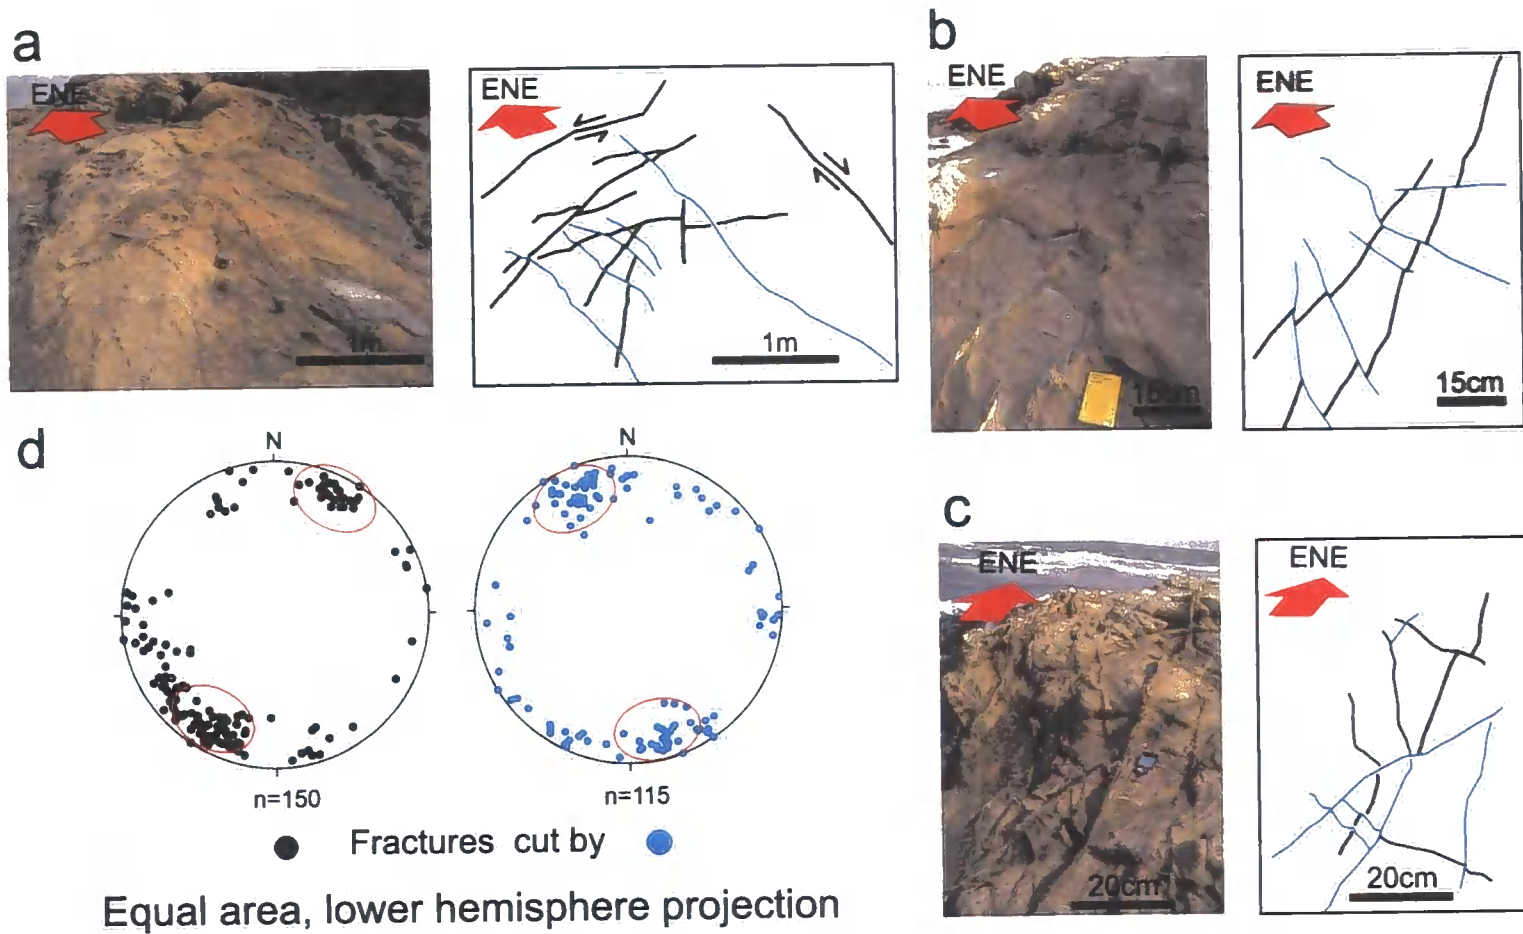 a
ENE
1m
ENE
1m
b
ENE
15cm
ENE
15cm
c
ENE
20cm
ENE
20cm
d
N
N
n=150
n=115
Fractures cut by
Equal area, lower hemisphere projection